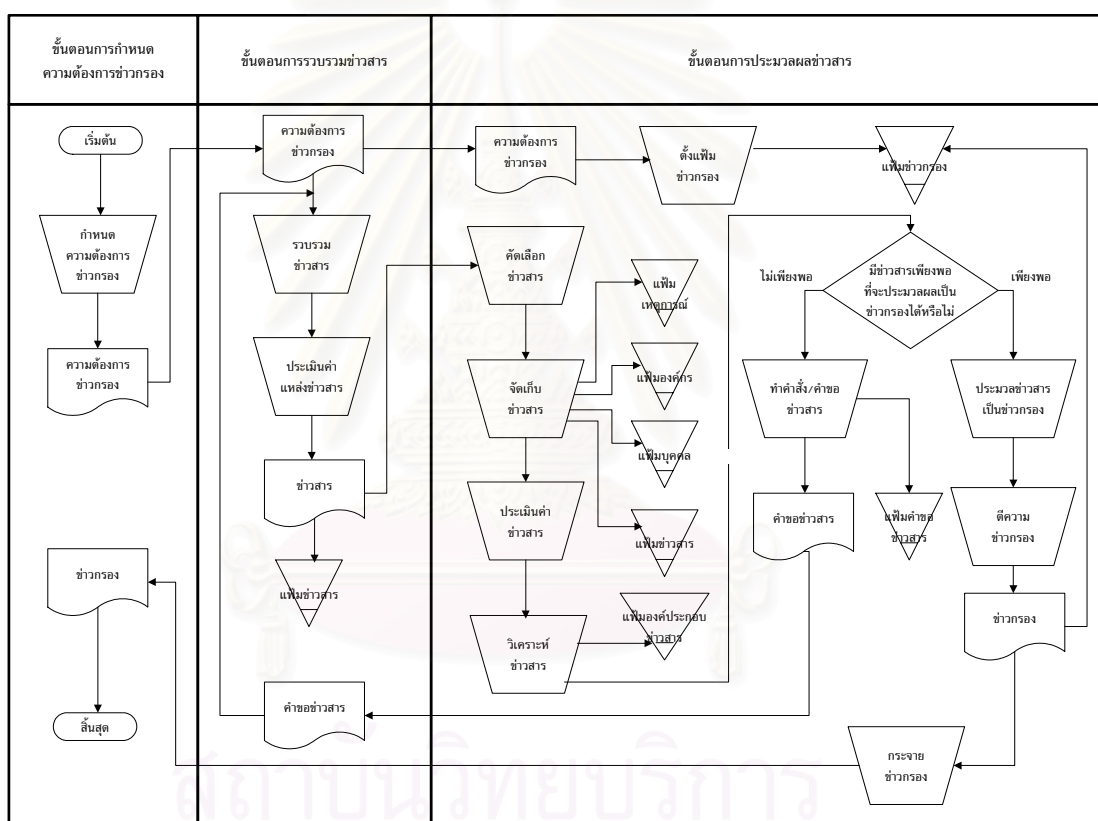 ขั้นตอนการกำหนด
ความต้องการข่าวกรอง
ขั้นตอนการรวบรวมข่าวสาร
ขั้นตอนการประมวลผลข่าวสาร
เริ่มต้น
กำหนด
ความต้องการ
ข่าวกรอง
ความต้องการ
ข่าวกรอง
ข่าวกรอง
สิ้นสุด
ความต้องการ
ข่าวกรอง
รวบรวม
ข่าวสาร
ประเมินค่า
แหล่งข่าวสาร
ข่าวสาร
แฟ้มข่าวสาร
คำขอข่าวสาร
ความต้องการ
ข่าวกรอง
ตั้งแฟ้ม
ข่าวกรอง
แฟ้มข่าวกรอง
คัดเลือก
ข่าวสาร
จัดเก็บ
ข่าวสาร
ประเมินค่า
ข่าวสาร
วิเคราะห์
ข่าวสาร
แฟ้ม
เหตุการณ์
แฟ้มองค์กร
แฟ้มบุคคล
แฟ้มข่าวสาร
แฟ้มองค์ประกอบ
ข่าวสาร
ไม่เพียงพอ
มีข่าวสารเพียงพอ
ที่จะประมวลผลเป็น
ข่าวกรองได้หรือไม่
เพียงพอ
ทำคำสั่ง/คำขอ
ข่าวสาร
คำขอข่าวสาร
แฟ้มคำขอ
ข่าวสาร
ประมวลข่าวสาร
เป็นข่าวกรอง
ตีความ
ข่าวกรอง
ข่าวกรอง
กระจาย
ข่าวกรอง
สถาบันวิทยบริการ